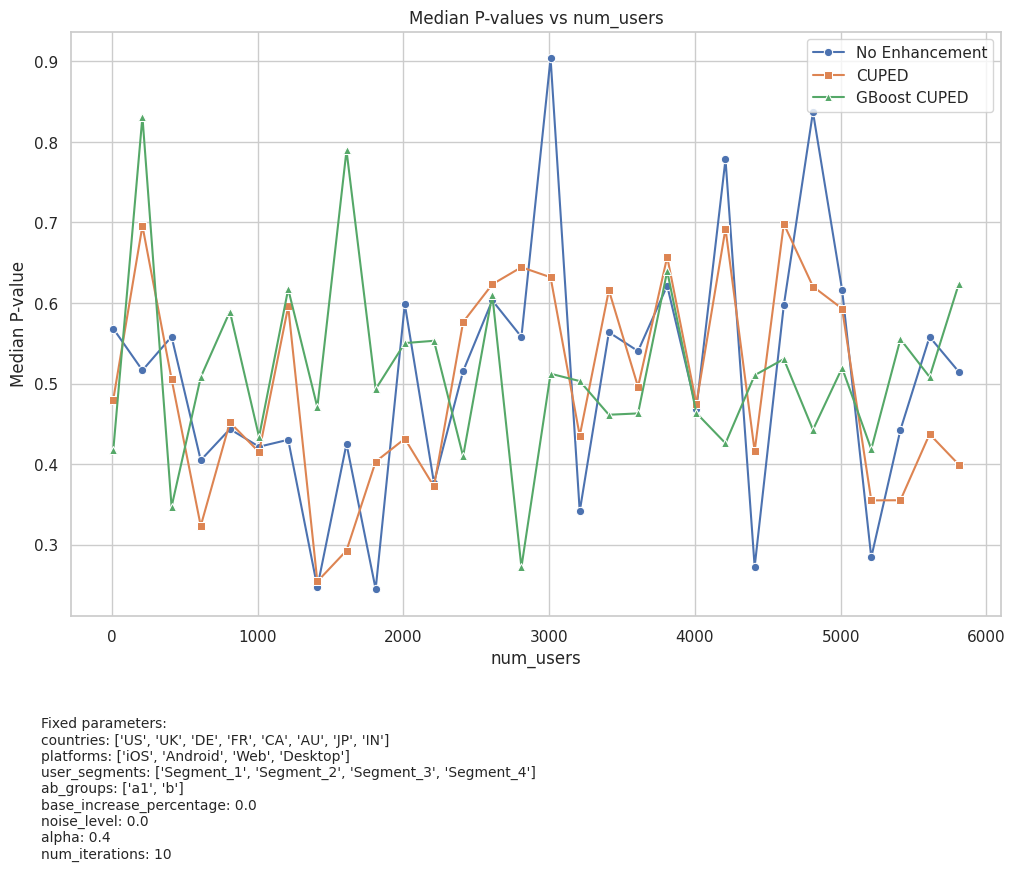 Median P-values vs num_users
No Enhancement
CUPED
GBoost CUPED
Median P-value
0.9
0.8
0.7
0.6
0.5
0.4
0.3
0
1000
2000
3000
4000
5000
6000
num_users
Fixed parameters:
countries: ['US', 'UK', 'DE', 'FR', 'CA', 'AU', 'JP', 'IN']
platforms: ['iOS', 'Android', 'Web', 'Desktop']
user_segments: ['Segment_1', 'Segment_2', 'Segment_3', 'Segment_4']
ab_groups: ['a1', 'b']
base_increase_percentage: 0.0
noise_level: 0.0
alpha: 0.4
num_iterations: 10